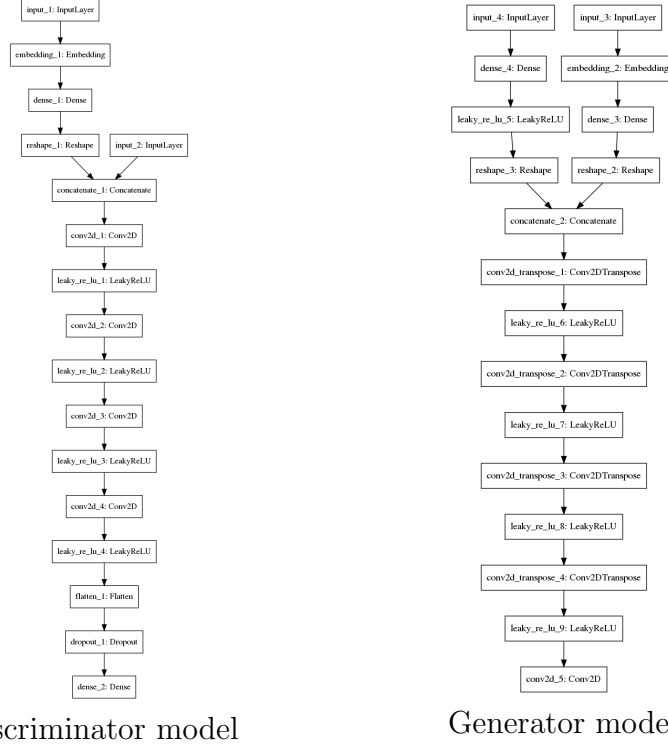 input_1: InputLayer
embedding_1: Embedding
dense_1: Dense
reshape_1: Reshape
input_2: InputLayer
concatenate_1: Concatenate
conv2d_1: Conv2D
leaky_re_lu_1: LeakyReLU
conv2d_2: Conv2D
leaky_re_lu_2: LeakyReLU
conv2d_3: Conv2D
leaky_re_lu_3: LeakyReLU
conv2d_4: Conv2D
leaky_re_lu_4: LeakyReLU
flatten_1: Flatten
dropout_1: Dropout
dense_2: Dense
scriminator model
input_4: InputLayer
input_3: InputLayer
dense_4: Dense
embedding_2: Embedding
leaky_re_lu_5: LeakyReLU
dense_3: Dense
reshape_3: Reshape
reshape_2: Reshape
concatenate_2: Concatenate
conv2d_transpose_1: Conv2DTranspose
leaky_re_lu_6: LeakyReLU
conv2d_transpose_2: Conv2DTranspose
leaky_re_lu_7: LeakyReLU
conv2d_transpose_3: Conv2DTranspose
leaky_re_lu_8: LeakyReLU
conv2d_transpose_4: Conv2DTranspose
leaky_re_lu_9: LeakyReLU
conv2d_5: Conv2D
Generator mode